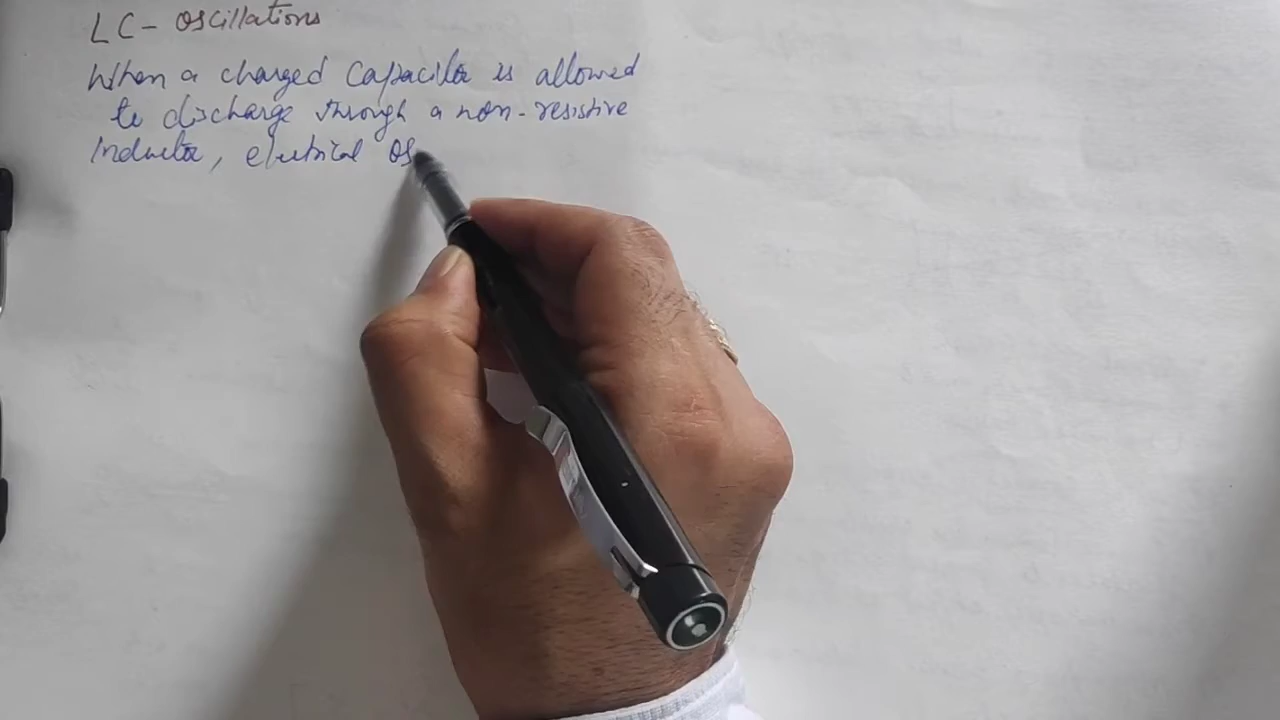 LC - Oscillations
When a charged Capacitor is allowed
to discharge through a non-resistive
Inductor, electrical Os